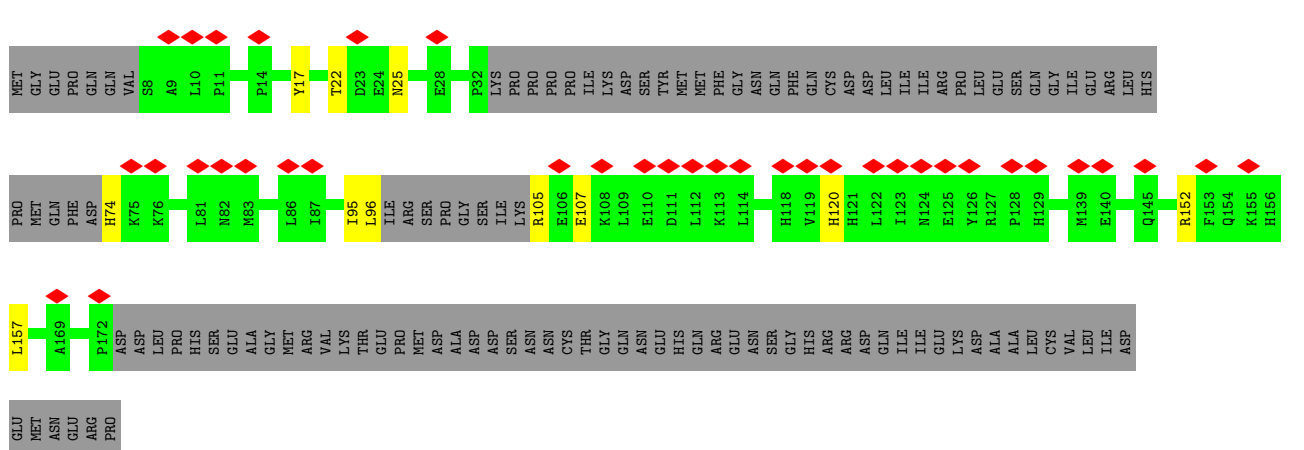 MET GLY GLU PRO GLN GLN VAL S8 A9 L10 P11 P14 Y17 T22 D23 E24 N25 E28 P32 LYS PRO PRO PRO PRO ILE LYS ASP SER TYR MET MET PHE GLY ASN GLN PHE GLN CYS ASP ASP LEU ILE ILE ARG PRO LEU GLU SER GLN GLY ILE GLU ARG LEU HIS
PRO MET GLN PHE ASP H74 K75 K76 L81 N82 M83 L86 I87 I95 L96 ILE ARG SER PRO GLY SER ILE LYS R105 E106 E107 K108 L109 E110 D111 L112 K113 L114 H118 V119 H120 H121 L122 I123 N124 E125 Y126 R127 P128 H129 M139 E140 Q145 R152 F153 Q154 K155 H156
L157 A169 P172 ASP ASP LEU PRO HIS SER GLU ALA GLY MET ARG VAL LYS THR GLU PRO MET ASP ALA ASP ASP SER ASN ASN CYS THR GLY GLN ASN GLU HIS GLN ARG GLU ASN SER GLY HIS ARG ARG ASP GLN ILE ILE GLU LYS ASP ALA ALA LEU CYS VAL LEU ILE ASP
GLU MET ASN GLU ARG PRO